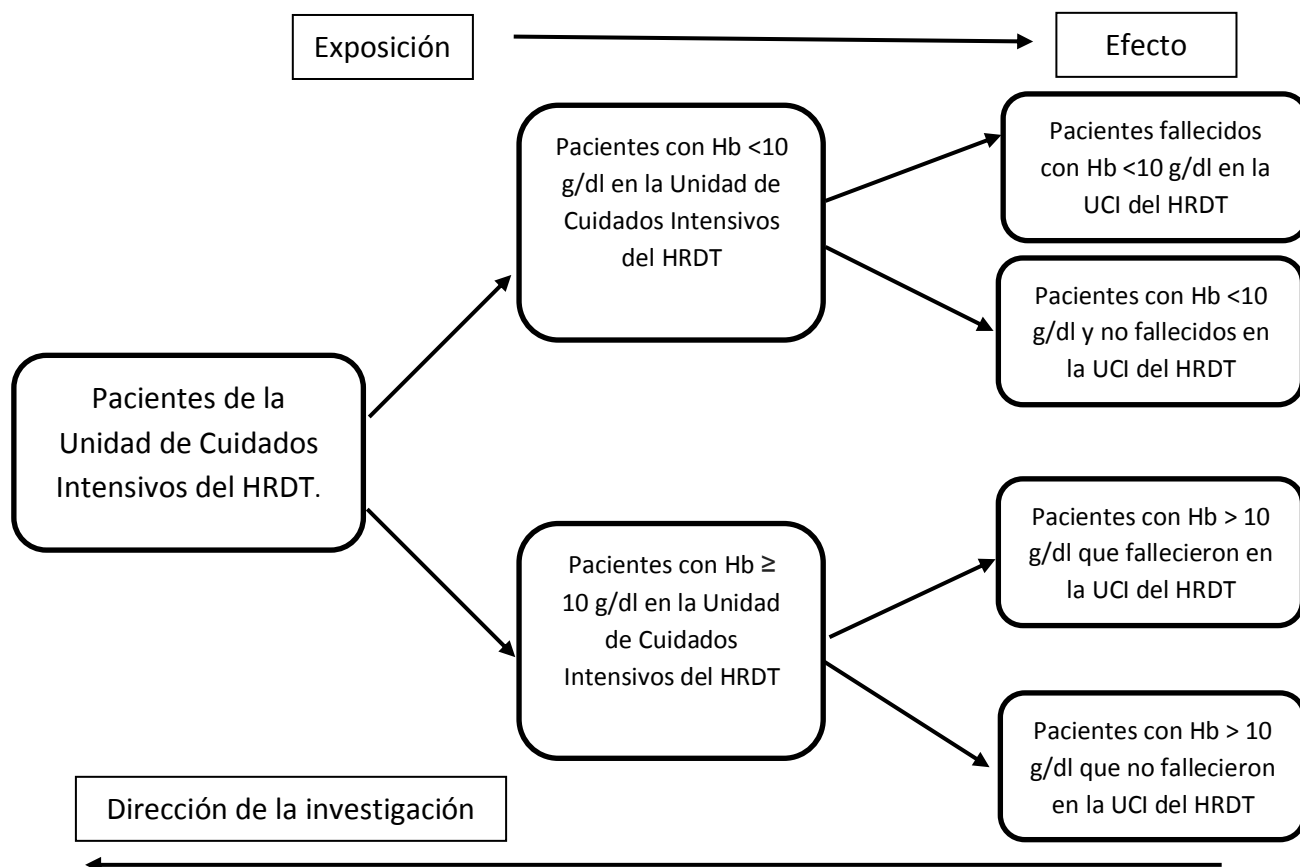 Exposición
Efecto
Pacientes con Hb <10
g/dl en la Unidad de
Cuidados Intensivos
del HRDT
Pacientes fallecidos
con Hb <10 g/dl en la
UCI del HRDT
Pacientes con Hb <10
g/dl y no fallecidos en
la UCI del HRDT
Pacientes de la
Unidad de Cuidados
Intensivos del HRDT.
Pacientes con Hb ≥
10 g/dl en la Unidad
de Cuidados
Intensivos del HRDT
Pacientes con Hb > 10
g/dl que fallecieron en
la UCI del HRDT
Pacientes con Hb > 10
g/dl que no fallecieron
en la UCI del HRDT
Dirección de la investigación